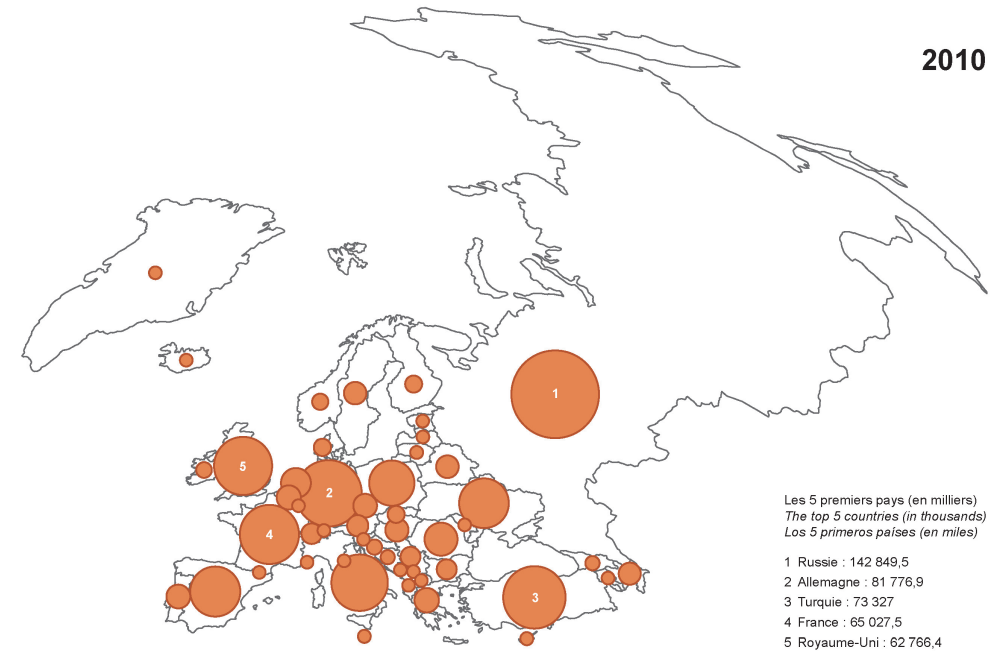 2010
1
5
2
4
3
Les 5 premiers pays (en milliers)
The top 5 countries (in thousands)
Los 5 primeros países (en miles)
1 Russie : 142 849,5
2 Allemagne : 81 776,9
3 Turquie : 73 327
4 France : 65 027,5
5 Royaume-Uni : 62 766,4